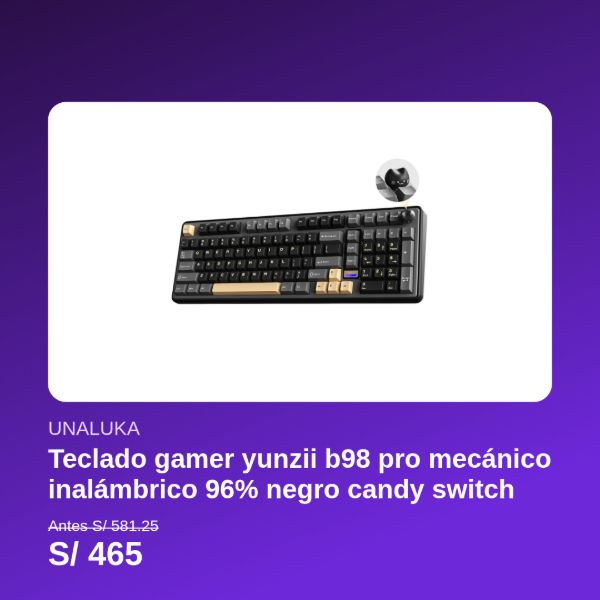 UNALUKA
Teclado gamer yunzii b98 pro mecánico
inalámbrico 96% negro candy switch
Antes S/ 581.25
S/ 465